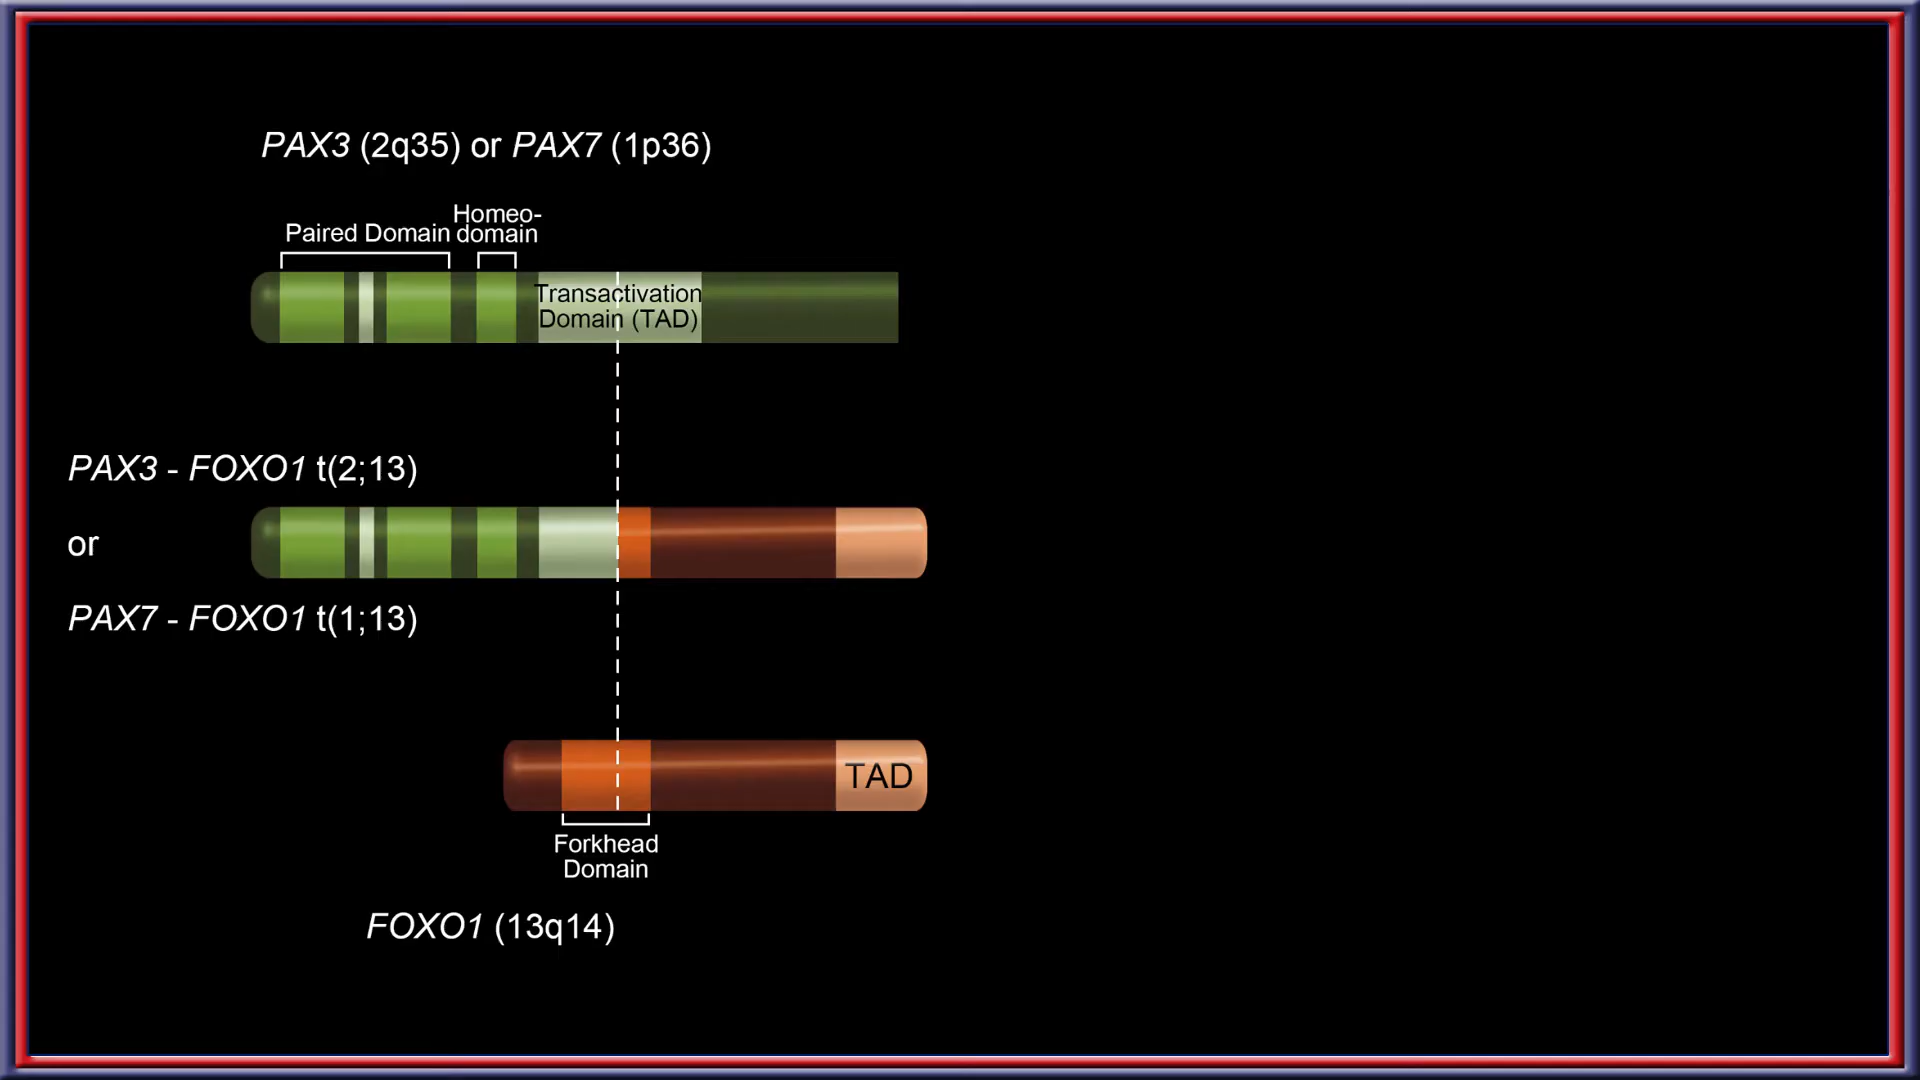 PAX3 (2q35) or PAX7 (1p36)
Homeo-
Paired Domain domain
Transactivation
Domain (TAD)
PAX3 - FOXO1 t(2;13)
or
PAX7 - FOXO1 t(1;13)
TAD
Forkhead
Domain
FOXO1 (13q14)